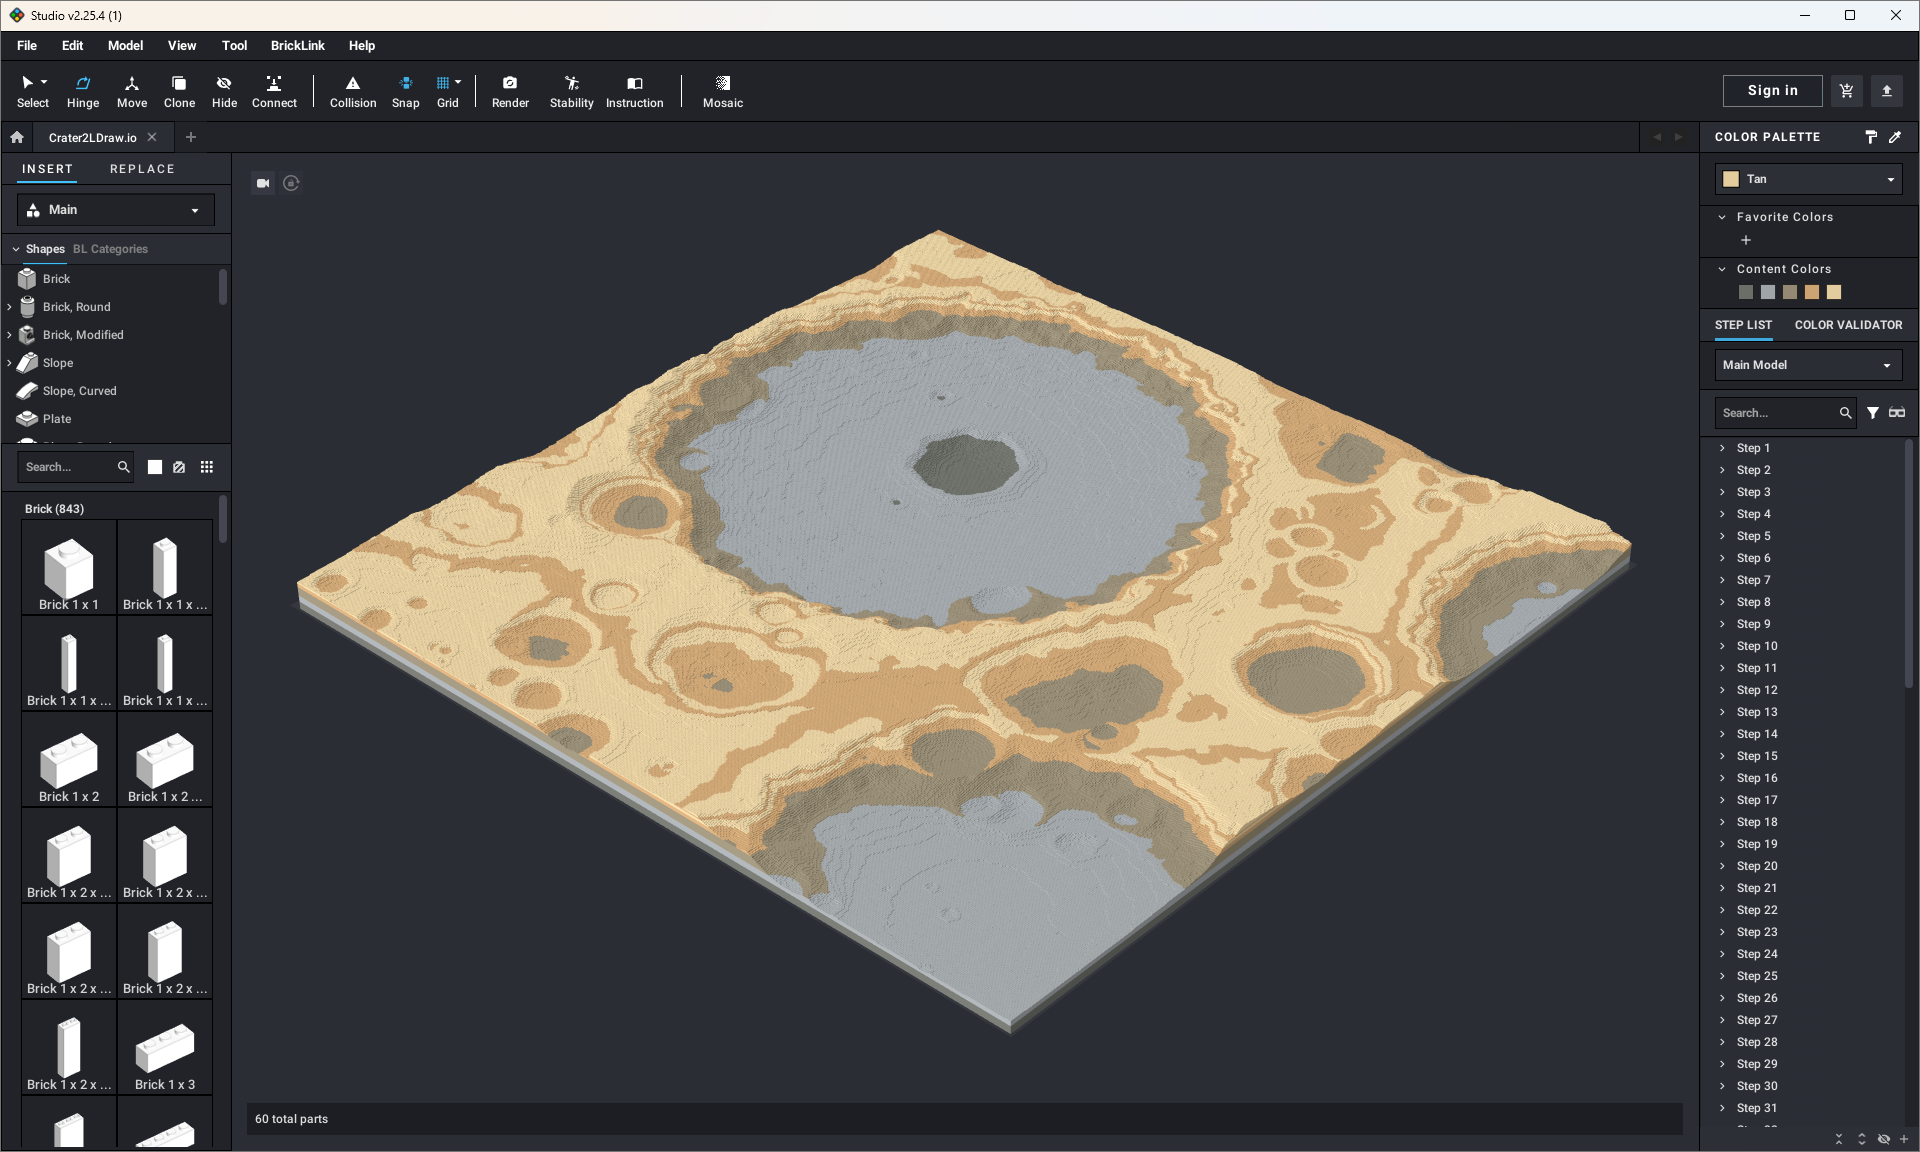 Studio v2.25.4 (1)
File Edit Model View Tool BrickLink Help
Select Hinge Move Clone Hide Connect Collision Snap Grid Render Stability Instruction Mosaic
Sign in
Crater2LDraw.io
INSERT REPLACE
Main
Shapes BL Categories
Brick
Brick, Round
Brick, Modified
Slope
Slope, Curved
Plate
Search...
Brick (843)
Brick 1 x 1
Brick 1 x 1 x ...
Brick 1 x 1 x ...
Brick 1 x 1 x ...
Brick 1 x 2
Brick 1 x 2 ...
Brick 1 x 2 x ...
Brick 1 x 2 x ...
Brick 1 x 2 x ...
Brick 1 x 2 x ...
Brick 1 x 2 x ...
Brick 1 x 3
60 total parts
COLOR PALETTE
Tan
Favorite Colors
Content Colors
STEP LIST COLOR VALIDATOR
Main Model
Search...
Step 1
Step 2
Step 3
Step 4
Step 5
Step 6
Step 7
Step 8
Step 9
Step 10
Step 11
Step 12
Step 13
Step 14
Step 15
Step 16
Step 17
Step 18
Step 19
Step 20
Step 21
Step 22
Step 23
Step 24
Step 25
Step 26
Step 27
Step 28
Step 29
Step 30
Step 31